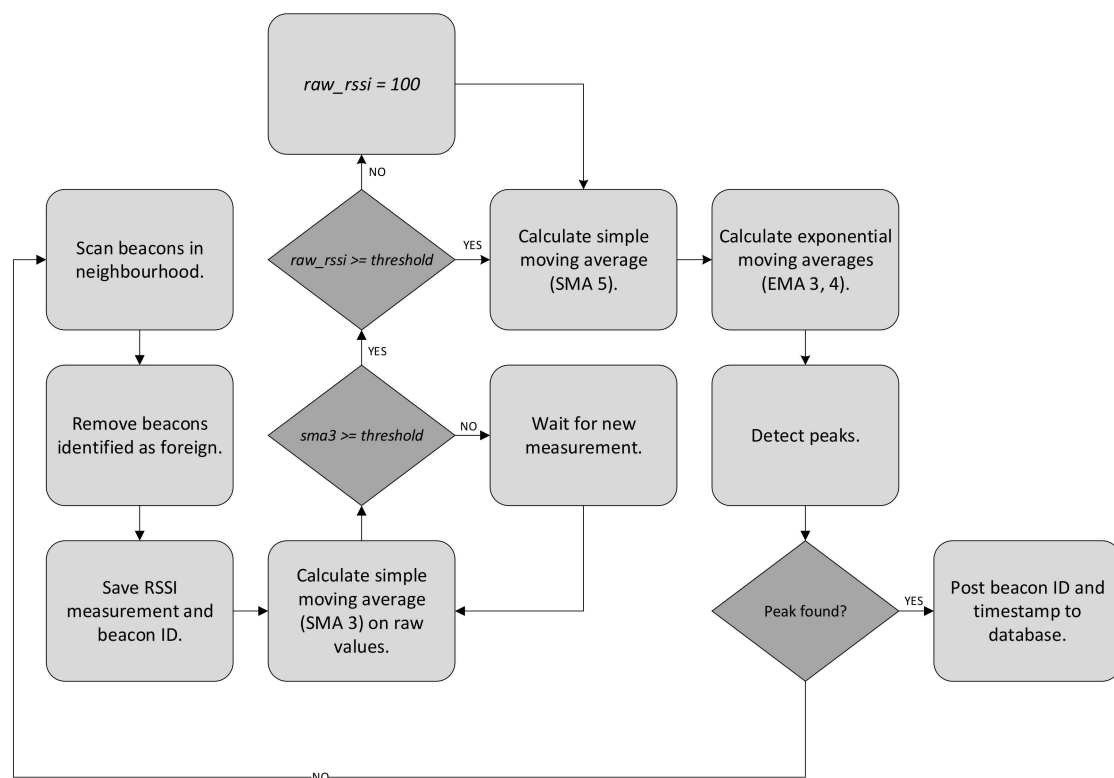 raw_rssi = 100
NO
Scan beacons in
neighbourhood.
raw_rssi >= threshold
YES
Calculate simple
moving average
(SMA 5).
Calculate exponential
moving averages
(EMA 3, 4).
YES
Remove beacons
identified as foreign.
sma3 >= threshold
NO
Wait for new
measurement.
Detect peaks.
Save RSSI
measurement and
beacon ID.
Calculate simple
moving average
(SMA 3) on raw
values.
Peak found?
YES
Post beacon ID and
timestamp to
database.
NO